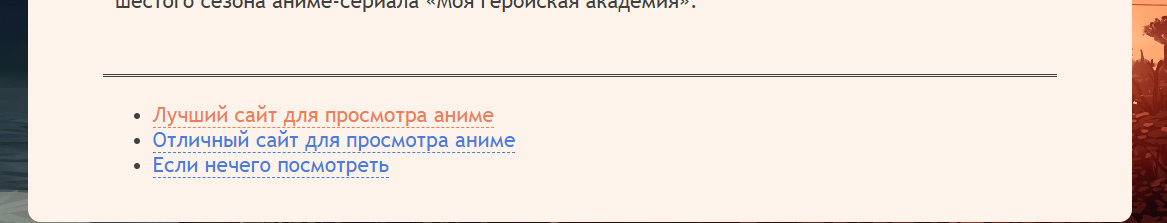 шестого сезона аниме-сериала «Моя геройская академия».
Лучший сайт для просмотра аниме
Отличный сайт для просмотра аниме
Если нечего посмотреть